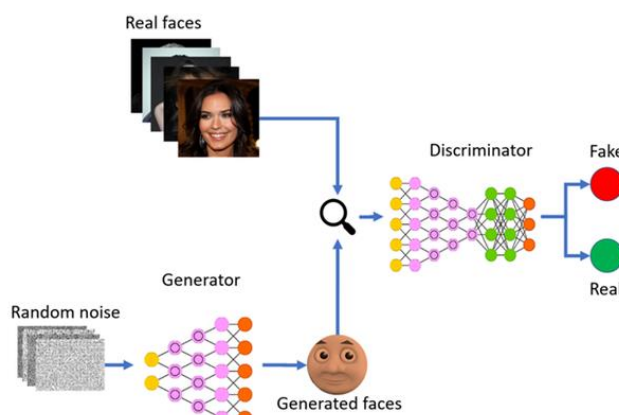 Real faces
Discriminator
Fake
Generator
Real
Random noise
Generated faces